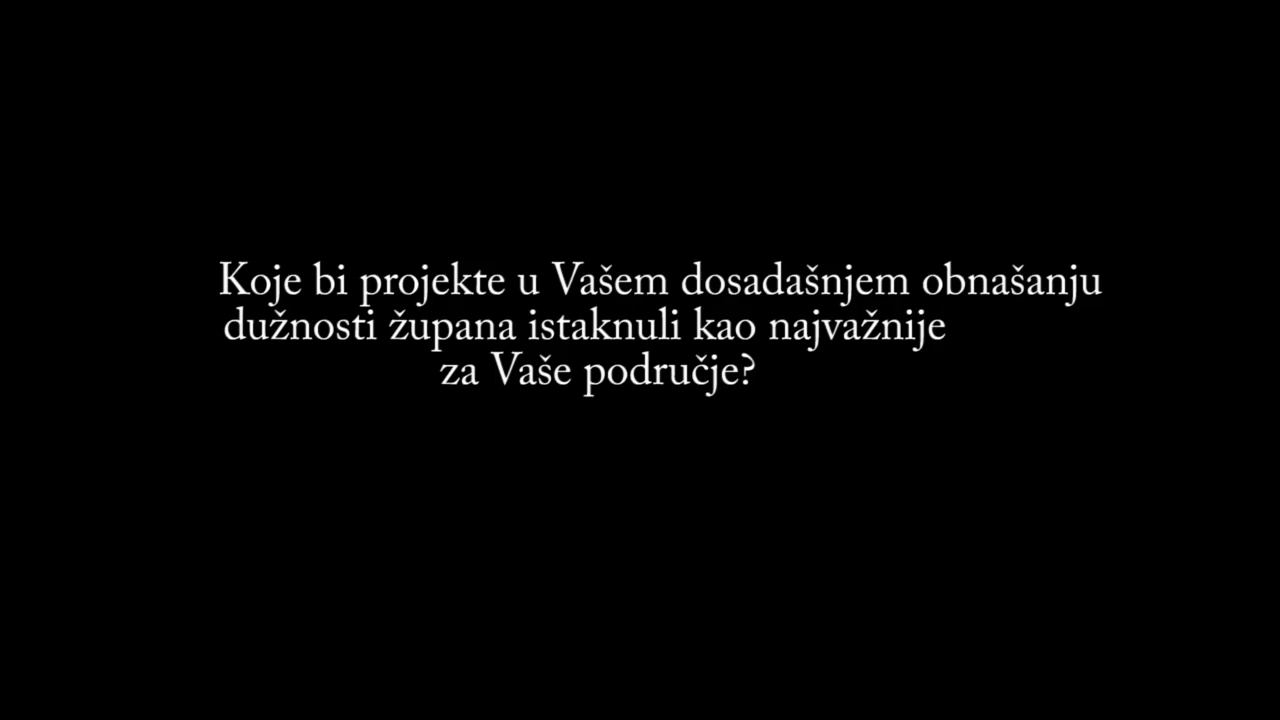 Koje bi projekte u Vašem dosadašnjem obnašanju
dužnosti župana istaknuli kao najvažnije
za Vaše područje?